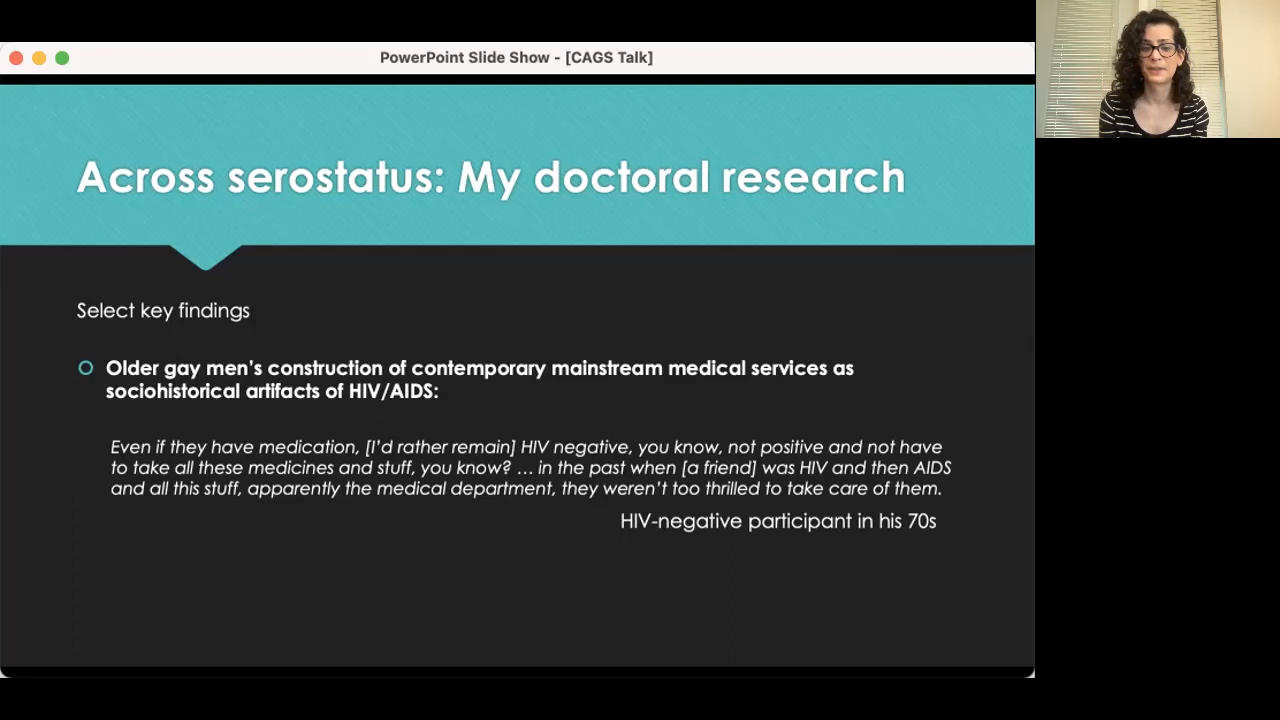 PowerPoint Slide Show - [CAGS Talk]
Across serostatus: My doctoral research
Select key findings
Older gay men's construction of contemporary mainstream medical services as
sociohistorical artifacts of HIV/AIDS:
Even if they have medication, [I'd rather remain] HIV negative, you know, not positive and not have
to take all these medicines and stuff, you know? … in the past when [a friend] was HIV and then AIDS
and all this stuff, apparently the medical department, they weren't too thrilled to take care of them.
HIV-negative participant in his 70s